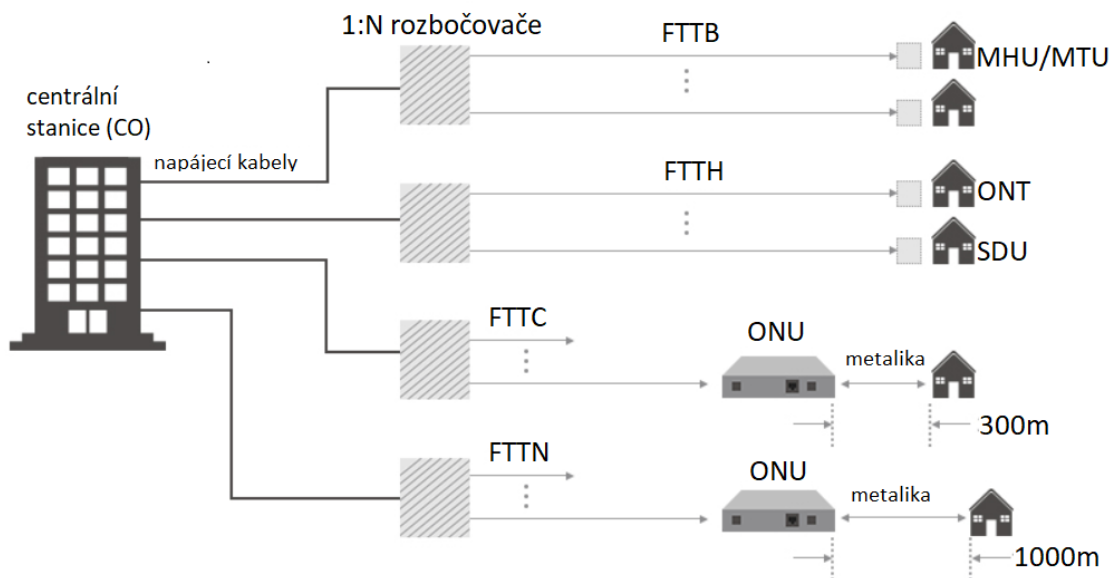 1:N rozbočovače
FTTB
MHU/MTU
centrální
stanice (CO)
napájecí kabely
FTTH
ONT
SDU
FTTC
ONU
metalika
300m
FTTN
ONU
metalika
1000m